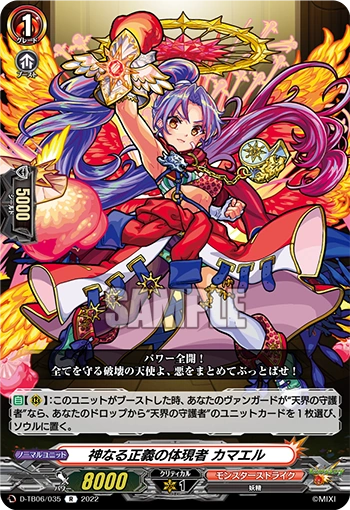 1
グレード
ブースト
5000
シールド
SAMPLE
パワー全開！
全てを守る破壊の天使よ、悪をまとめてぶっとばせ！
自【R】：このユニットがブーストした時、あなたのヴァンガードが“天界の守護
者”なら、あなたのドロップから“天界の守護者”のユニットカードを１枚選び、
ソウルに置く。
ノーマルユニット
神なる正義の体現者 カマエル
パワー 8000
クリティカル
1
モンスターストライク
妖精
D-TB06/035 R 2022
©MIXI